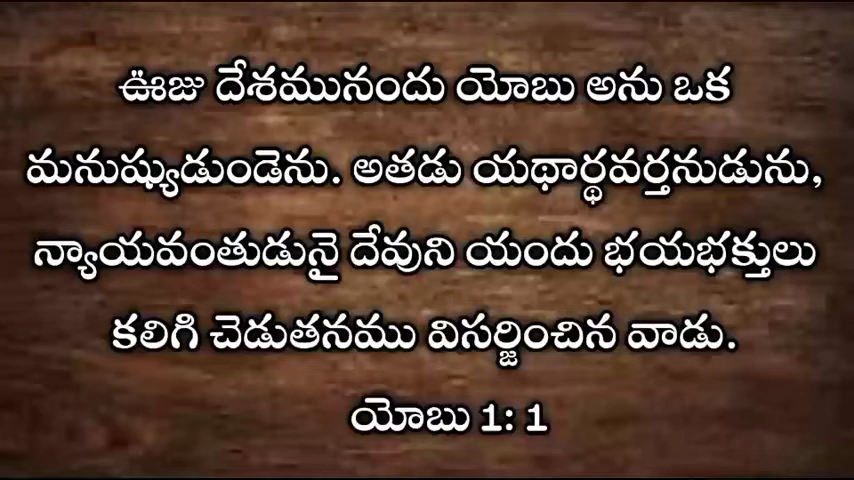 ఊజు దేశమునందు యోబు అను ఒక
మనుష్యుడుండెను. అతడు యథార్థవర్తనుడును,
న్యాయవంతుడునై దేవుని యందు భయభక్తులు
కలిగి చెడుతనము విసర్జించిన వాడు.
యోబు 1: 1